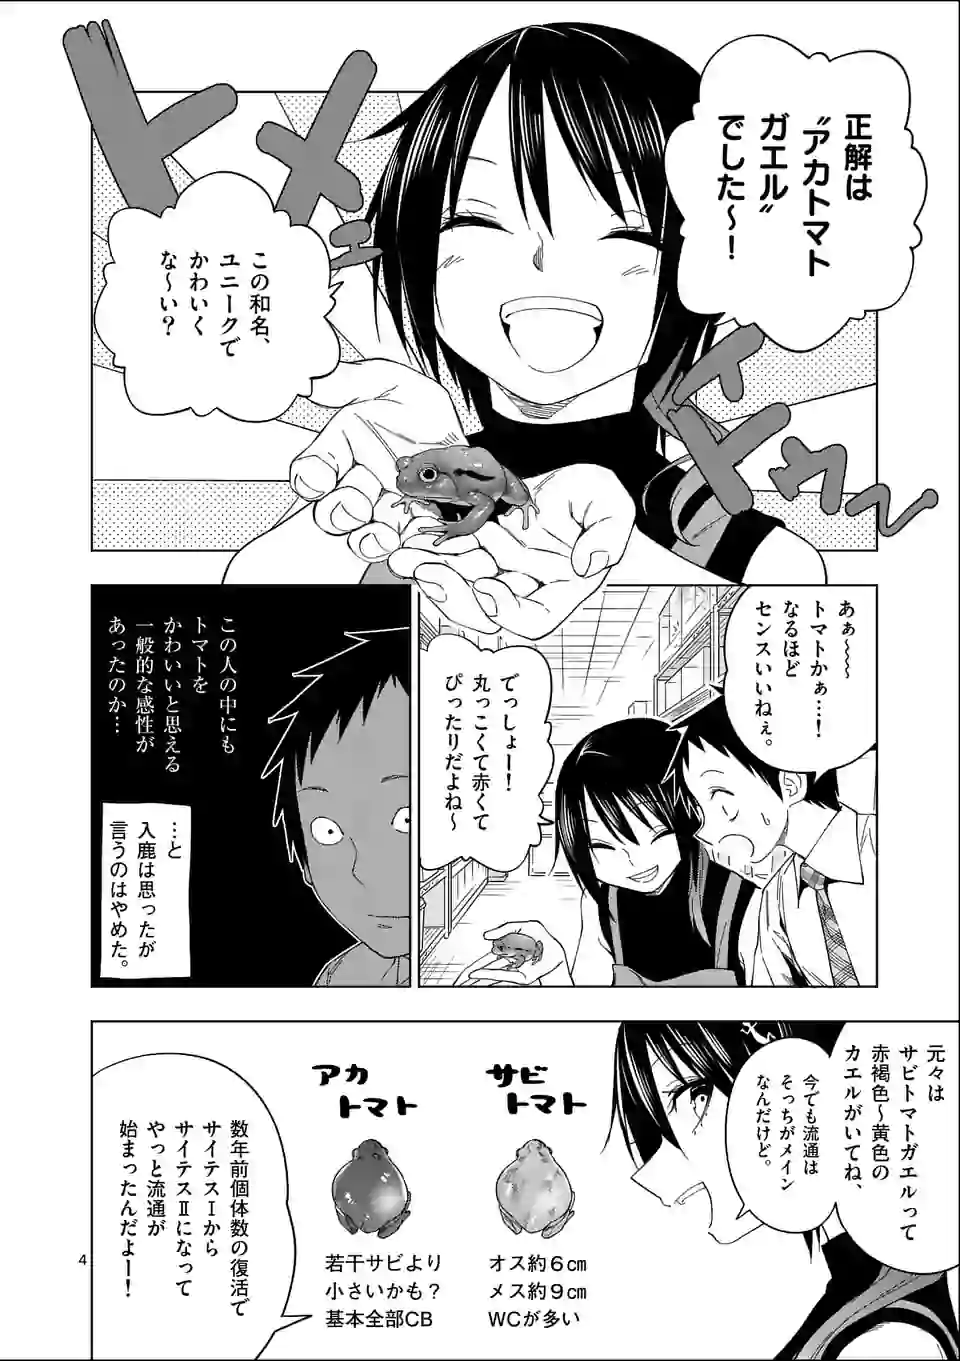 正解は
〝アカトマト
ガエル〟
でした〜!
この和名、
ユニークで
かわいく
な〜い?
ドメ
ェ
ドドメルン
あぁ〜〜〜
トマトかぁ…!
なるほど
センスいいねぇ。
でっしょー!
丸っこくて赤くて
ぴったりだよね〜
この人の中にも
トマトを
かわいいと思える
一般的な感性が
あったのか…
…と
入鹿は思ったが
言うのはやめた。
元々は
サビトマトガエルって
赤褐色〜黄色の
カエルがいてね、
今でも流通は
そっちがメイン
なんだけど。
サビ
トマト
オス約6㎝
メス約9㎝
WCが多い
アカ
トマト
若干サビより
小さいかも?
基本全部CB
数年前個体数の復活で
サイテスⅠから
サイテスⅡになって
やっと流通が
始まったんだよー!
4